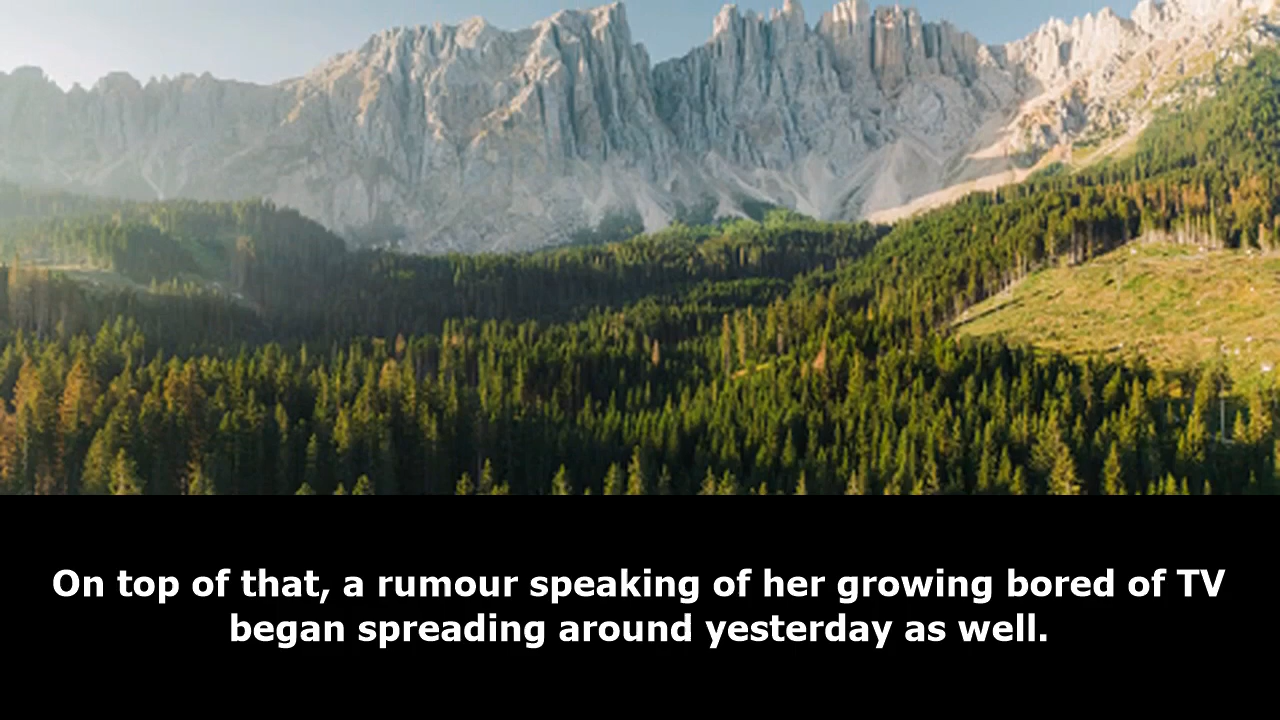 On top of that, a rumour speaking of her growing bored of TV
began spreading around yesterday as well.